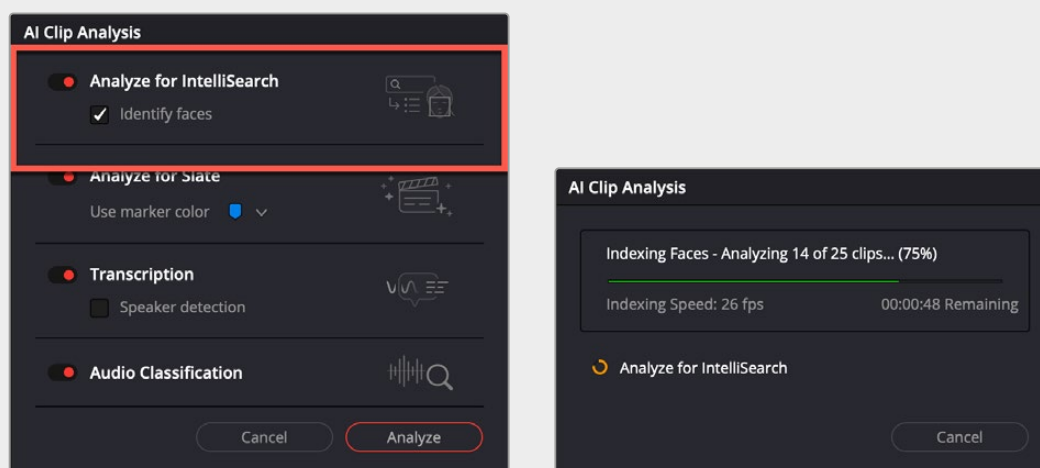 AI Clip Analysis
Analyze for IntelliSearch
Identify faces
Analyze for Slate
Use marker color
Transcription
Speaker detection
Audio Classification
Cancel
Analyze
AI Clip Analysis
Indexing Faces - Analyzing 14 of 25 clips... (75%)
Indexing Speed: 26 fps
00:00:48 Remaining
Analyze for IntelliSearch
Cancel